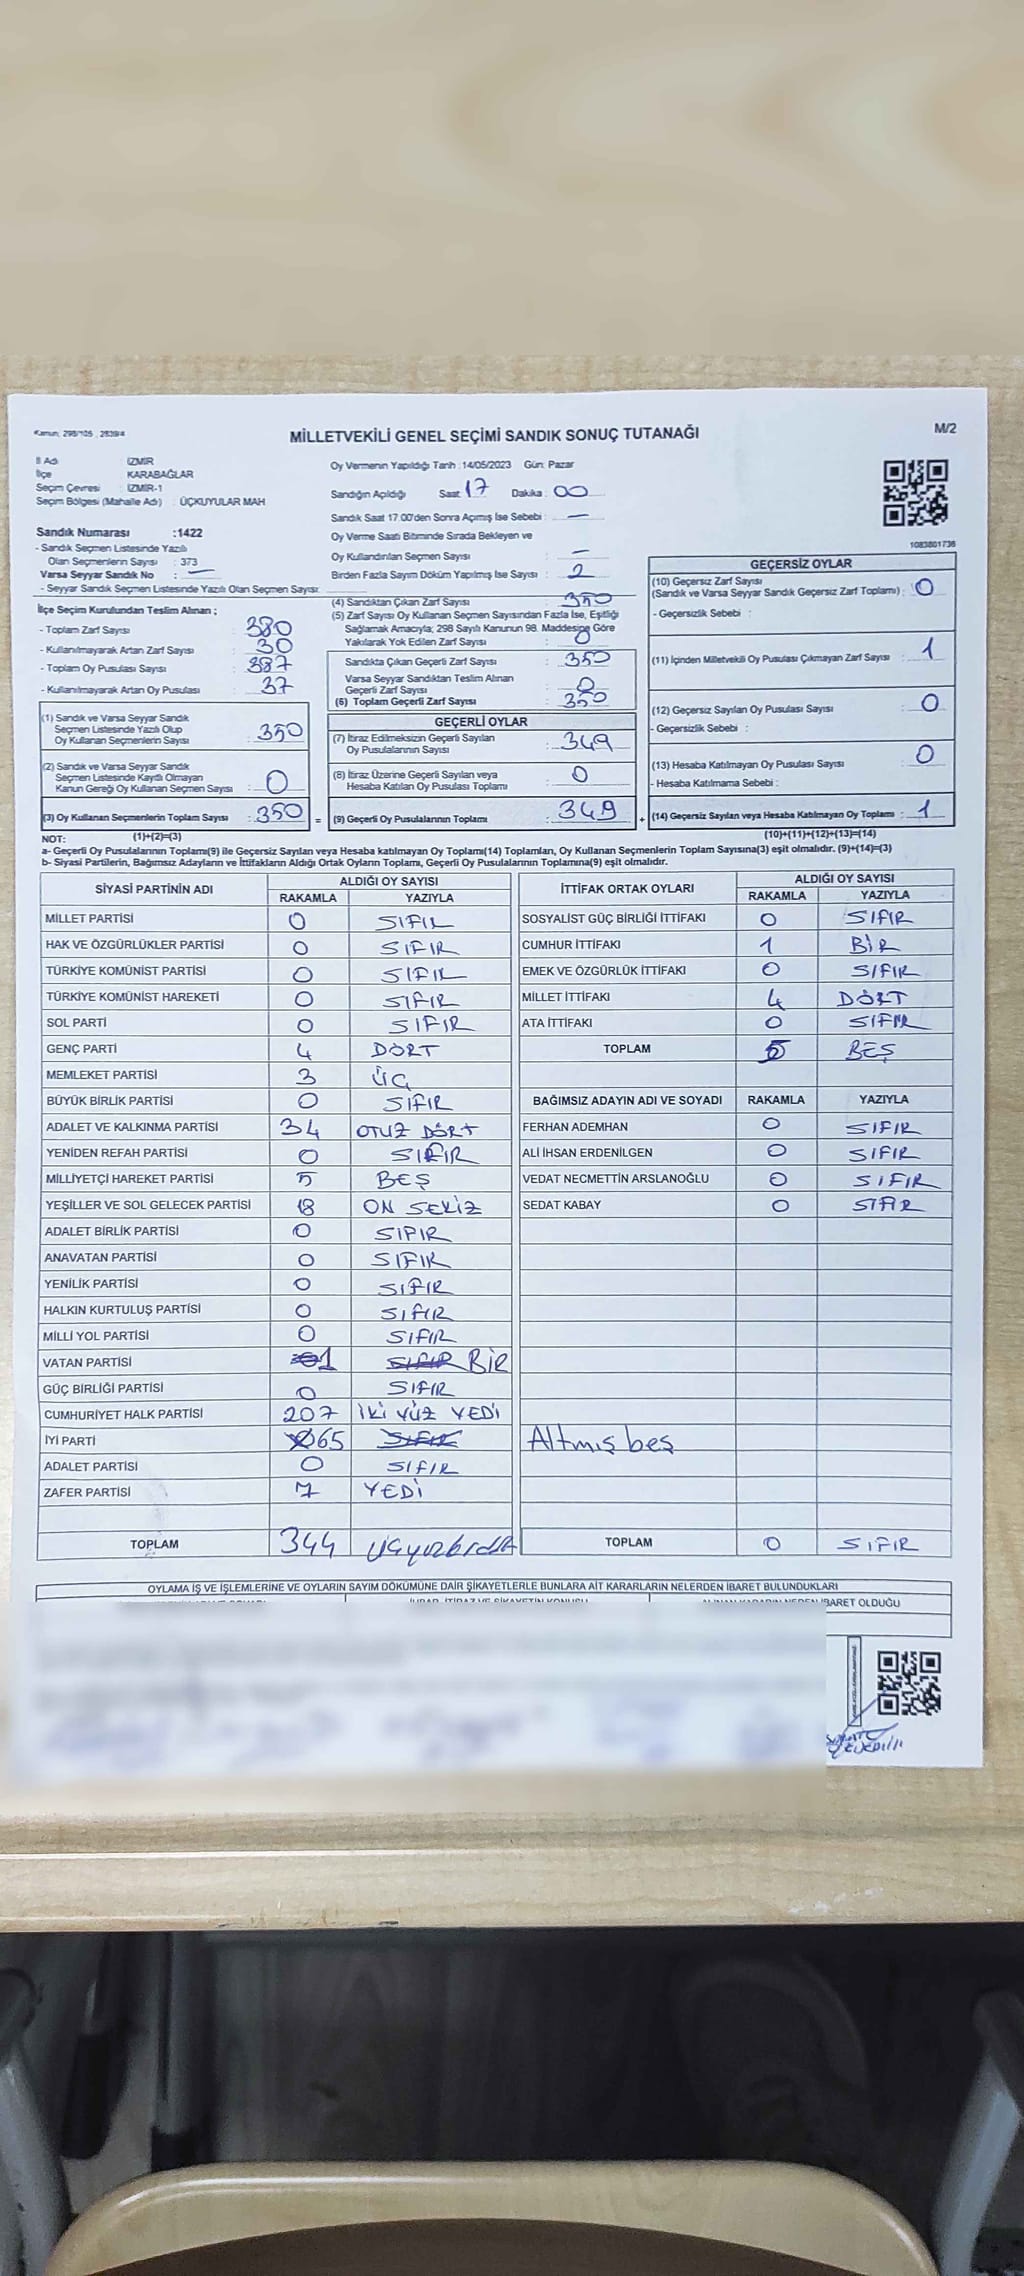 Kanun; 298/105 , 2839/4
MİLLETVEKİLİ GENEL SEÇİMİ SANDIK SONUÇ TUTANAĞI
M/2
İl Adı : İZMİR
İlçe : KARABAĞLAR
Seçim Çevresi : İZMİR-1
Seçim Bölgesi (Mahalle Adı) : ÜÇKUYULAR MAH
Sandık Numarası :1422
- Sandık Seçmen Listesinde Yazılı
Olan Seçmenlerin Sayısı : 373
Varsa Seyyar Sandık No : —
- Seyyar Sandık Seçmen Listesinde Yazılı Olan Seçmen Sayısı:
İlçe Seçim Kurulundan Teslim Alınan ;
- Toplam Zarf Sayısı : 380
- Kullanılmayarak Artan Zarf Sayısı : 30
- Toplam Oy Pusulası Sayısı : 387
- Kullanılmayarak Artan Oy Pusulası : 37
(1) Sandık ve Varsa Seyyar Sandık
Seçmen Listesinde Yazılı Olup
Oy Kullanan Seçmenlerin Sayısı : 350
(2) Sandık ve Varsa Seyyar Sandık
Seçmen Listesinde Kayıtlı Olmayan
Kanun Gereği Oy Kullanan Seçmen Sayısı : 0
(3) Oy Kullanan Seçmenlerin Toplam Sayısı : 350 =
(1)+(2)=(3)
Oy Vermenin Yapıldığı Tarih :14/05/2023 Gün: Pazar
Sandığın Açıldığı Saat: 17 Dakika : 00
Sandık Saat 17.00'den Sonra Açımış İse Sebebi : —
Oy Verme Saati Bitiminde Sırada Bekleyen ve
Oy Kullandırılan Seçmen Sayısı : —
Birden Fazla Sayım Döküm Yapılmış İse Sayısı : 2
(4) Sandıktan Çıkan Zarf Sayısı : 350
(5) Zarf Sayısı Oy Kullanan Seçmen Sayısından Fazla İse, Eşitliği
Sağlamak Amacıyla; 298 Sayılı Kanunun 98. Maddesine Göre
Yakılarak Yok Edilen Zarf Sayısı : 0
Sandıkta Çıkan Geçerli Zarf Sayısı : 350
Varsa Seyyar Sandıktan Teslim Alınan
Geçerli Zarf Sayısı : 0
(6) Toplam Geçerli Zarf Sayısı : 350
GEÇERLİ OYLAR
(7) İtiraz Edilmeksizin Geçerli Sayılan
Oy Pusulalarının Sayısı : 349
(8) İtiraz Üzerine Geçerli Sayılan veya
Hesaba Katılan Oy Pusulası Toplamı : 0
(9) Geçerli Oy Pusulalarının Toplamı : 349 +
1083801736
GEÇERSİZ OYLAR
(10) Geçersiz Zarf Sayısı
(Sandık ve Varsa Seyyar Sandık Geçersiz Zarf Toplamı) : 0
- Geçersizlik Sebebi :
(11) İçinden Milletvekili Oy Pusulası Çıkmayan Zarf Sayısı : 1
(12) Geçersiz Sayılan Oy Pusulası Sayısı : 0
- Geçersizlik Sebebi :
(13) Hesaba Katılmayan Oy Pusulası Sayısı : 0
- Hesaba Katılmama Sebebi :
(14) Geçersiz Sayılan veya Hesaba Katılmayan Oy Toplamı : 1
(10)+(11)+(12)+(13)=(14)
NOT:
a- Geçerli Oy Pusulalarının Toplamı(9) ile Geçersiz Sayılan veya Hesaba katılmayan Oy Toplamı(14) Toplamları, Oy Kullanan Seçmenlerin Toplam Sayısına(3) eşit olmalıdır. (9)+(14)=(3)
b- Siyasi Partilerin, Bağımsız Adayların ve İttifakların Aldığı Ortak Oyların Toplamı, Geçerli Oy Pusulalarının Toplamına(9) eşit olmalıdır.
SİYASİ PARTİNİN ADI ALDIĞI OY SAYISI
RAKAMLA YAZIYLA
MİLLET PARTİSİ 0 SIFIR
HAK VE ÖZGÜRLÜKLER PARTİSİ 0 SIFIR
TÜRKİYE KOMÜNİST PARTİSİ 0 SIFIR
TÜRKİYE KOMÜNİST HAREKETİ 0 SIFIR
SOL PARTİ 0 SIFIR
GENÇ PARTİ 4 DÖRT
MEMLEKET PARTİSİ 3 ÜÇ
BÜYÜK BİRLİK PARTİSİ 0 SIFIR
ADALET VE KALKINMA PARTİSİ 34 OTUZ DÖRT
YENİDEN REFAH PARTİSİ 0 SIFIR
MİLLİYETÇİ HAREKET PARTİSİ 5 BEŞ
YEŞİLLER VE SOL GELECEK PARTİSİ 18 ON SEKİZ
ADALET BİRLİK PARTİSİ 0 SIFIR
ANAVATAN PARTİSİ 0 SIFIR
YENİLİK PARTİSİ 0 SIFIR
HALKIN KURTULUŞ PARTİSİ 0 SIFIR
MİLLİ YOL PARTİSİ 0 SIFIR
VATAN PARTİSİ 0 1 SIFIR BİR
GÜÇ BİRLİĞİ PARTİSİ 0 SIFIR
CUMHURİYET HALK PARTİSİ 207 İKİ YÜZ YEDİ
İYİ PARTİ 65 SIFIR Altmış beş
ADALET PARTİSİ 0 SIFIR
ZAFER PARTİSİ 7 YEDİ
TOPLAM 344
İTTİFAK ORTAK OYLARI ALDIĞI OY SAYISI
RAKAMLA YAZIYLA
SOSYALİST GÜÇ BİRLİĞİ İTTİFAKI 0 SIFIR
CUMHUR İTTİFAKI 1 BİR
EMEK VE ÖZGÜRLÜK İTTİFAKI 0 SIFIR
MİLLET İTTİFAKI 4 DÖRT
ATA İTTİFAKI 0 SIFIR
TOPLAM 5 BEŞ
BAĞIMSIZ ADAYIN ADI VE SOYADI RAKAMLA YAZIYLA
FERHAN ADEMHAN 0 SIFIR
ALİ İHSAN ERDENİLGEN 0 SIFIR
VEDAT NECMETTİN ARSLANOĞLU 0 SIFIR
SEDAT KABAY 0 SIFIR
TOPLAM 0 SIFIR
OYLAMA İŞ VE İŞLEMLERİNE VE OYLARIN SAYIM DÖKÜMÜNE DAİR ŞİKAYETLERLE BUNLARA AİT KARARLARIN NELERDEN İBARET BULUNDUKLARI
İBARET OLDUĞU